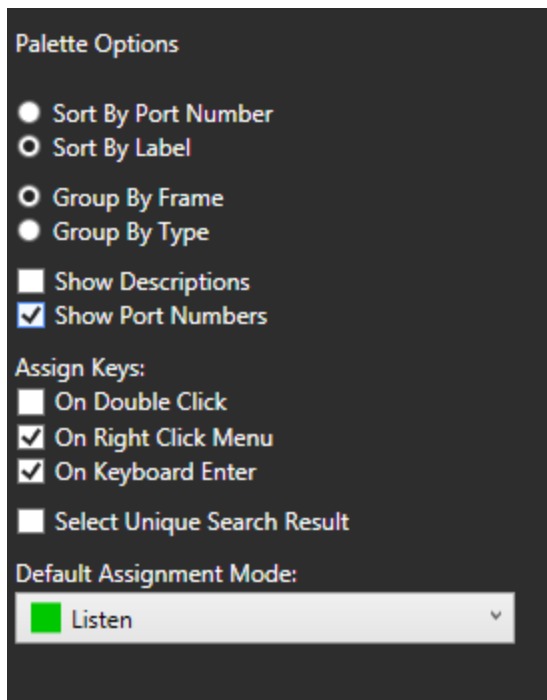 Palette Options
Sort By Port Number
Sort By Label
Group By Frame
Group By Type
Show Descriptions
Show Port Numbers
Assign Keys:
On Double Click
On Right Click Menu
On Keyboard Enter
Select Unique Search Result
Default Assignment Mode:
Listen